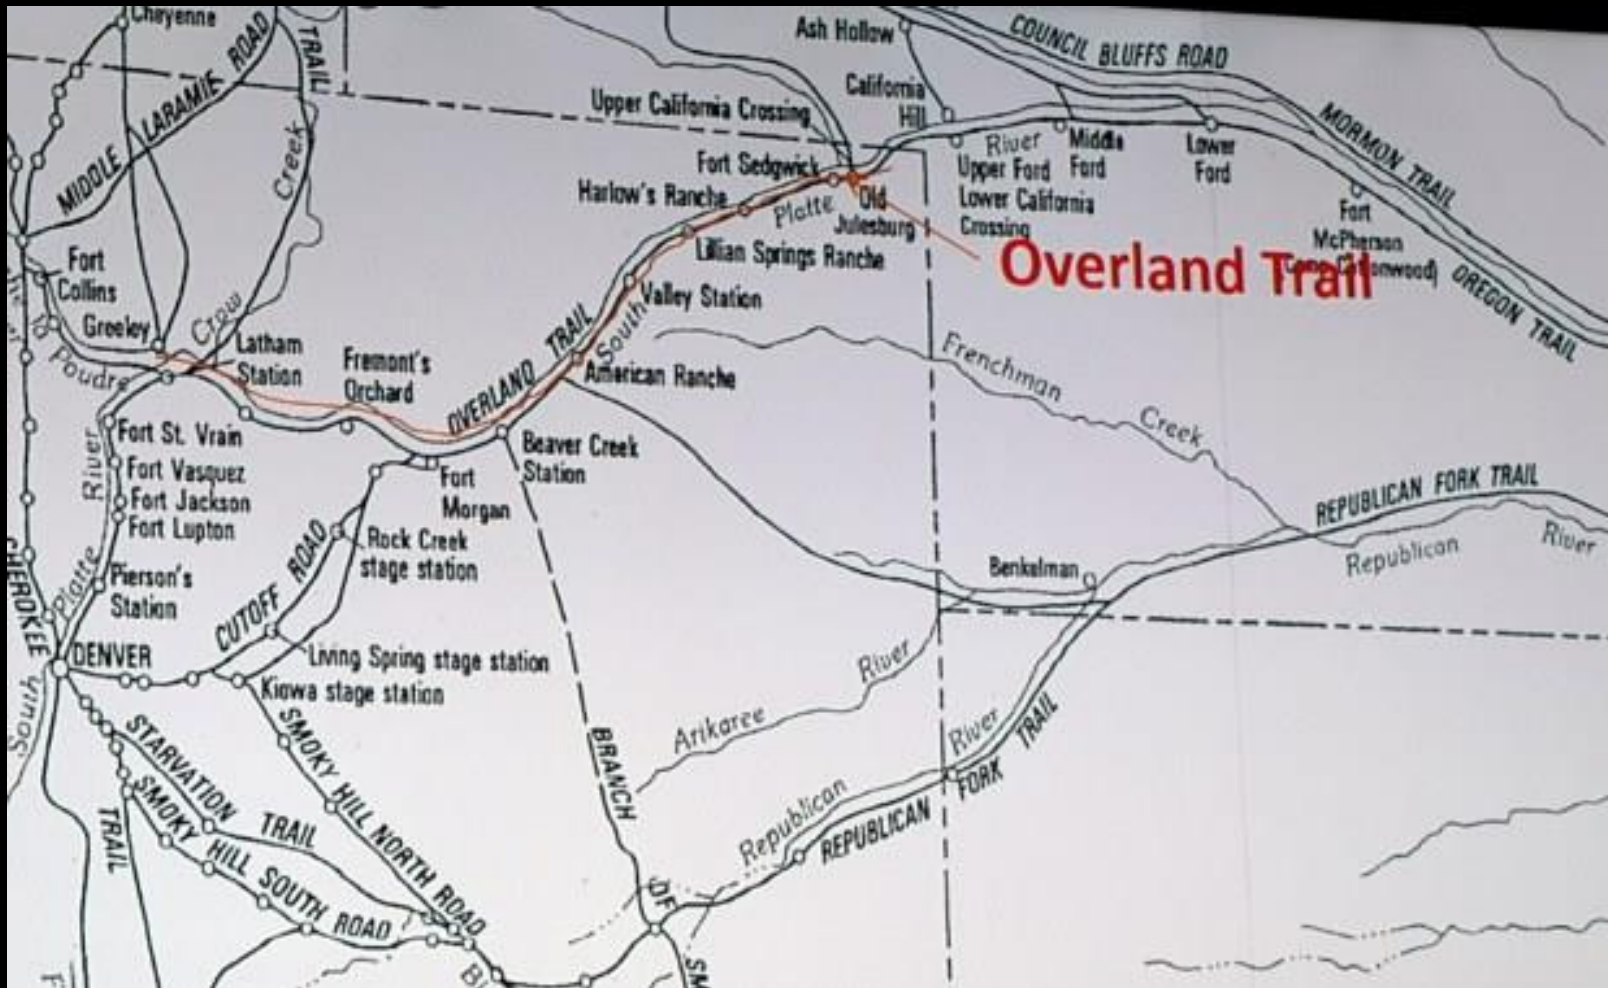 Cheyenne
MIDDLE LARAMIE ROAD
TRAIL
Creek
Ash Hollow
COUNCIL BLUFFS ROAD
California
Hill
Upper California Crossing
MORMON TRAIL
River
Middle
Ford
Lower
Ford
Upper Ford
Lower California
Crossing
Fort Sedgwick
Harlow's Ranche
Platte
Old
Julesburg
Fort
McPherson
OREGON TRAIL
Overland Trail
Lillian Springs Ranche
Valley Station
South
Fort
Collins
Greeley
Crow
Latham
Station
Fremont's
Orchard
OVERLAND TRAIL
American Ranche
Frenchman
Creek
Poudre
Fort St. Vrain
Fort Vasquez
Fort Jackson
Fort Lupton
River
Platte
Pierson's
Station
Beaver Creek
Station
Fort
Morgan
Rock Creek
stage station
CUTOFF ROAD
REPUBLICAN FORK TRAIL
Republican
River
Benkelman
CHEROKEE
DENVER
Living Spring stage station
Kiowa stage station
South
Arikaree
River
BRANCH
OF
River
Republican
REPUBLICAN FORK TRAIL
STARVATION TRAIL
SMOKY HILL NORTH ROAD
SMOKY HILL SOUTH ROAD
TRAIL